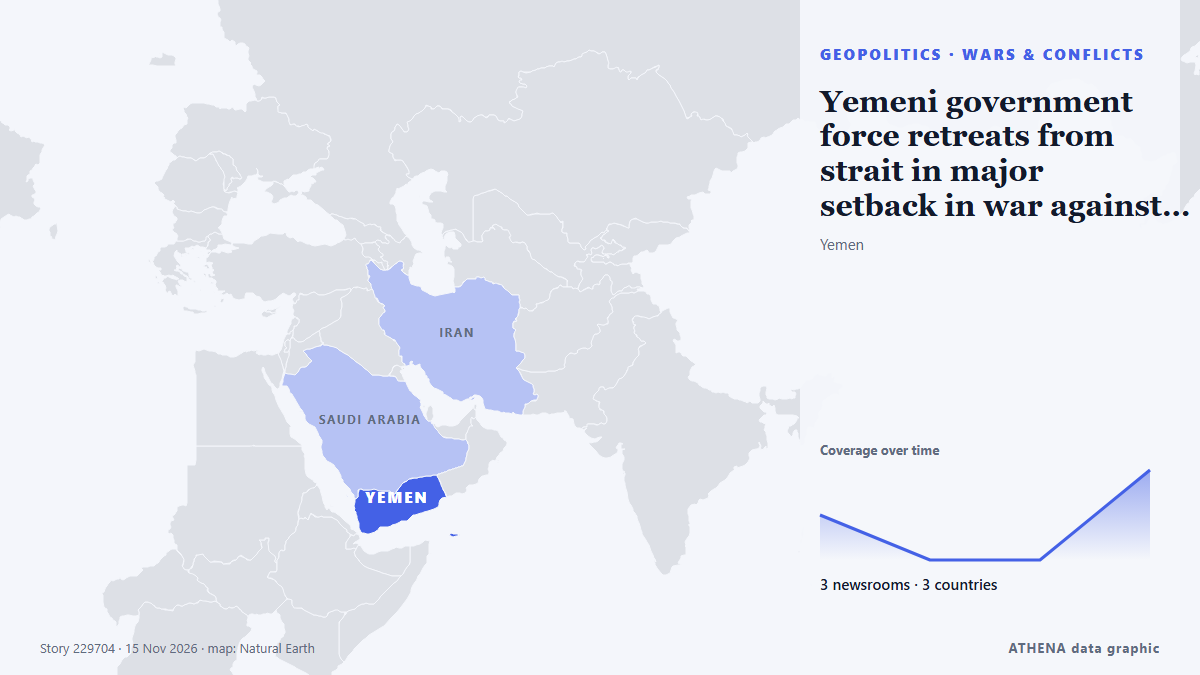 GEOPOLITICS · WARS & CONFLICTS
Yemeni government
force retreats from
strait in major
setback in war against…
Yemen
IRAN
SAUDI ARABIA
YEMEN
Coverage over time
3 newsrooms · 3 countries
Story 229704 · 15 Nov 2026 · map: Natural Earth
ATHENA data graphic